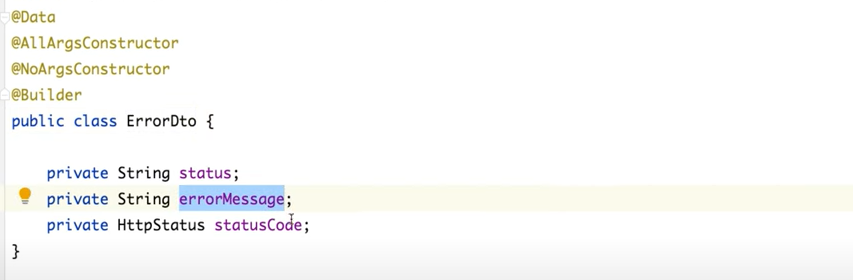 @Data
@AllArgsConstructor
@NoArgsConstructor
@Builder
public class ErrorDto {
private String status;
private String errorMessage;
private HttpStatus statusCode;
}